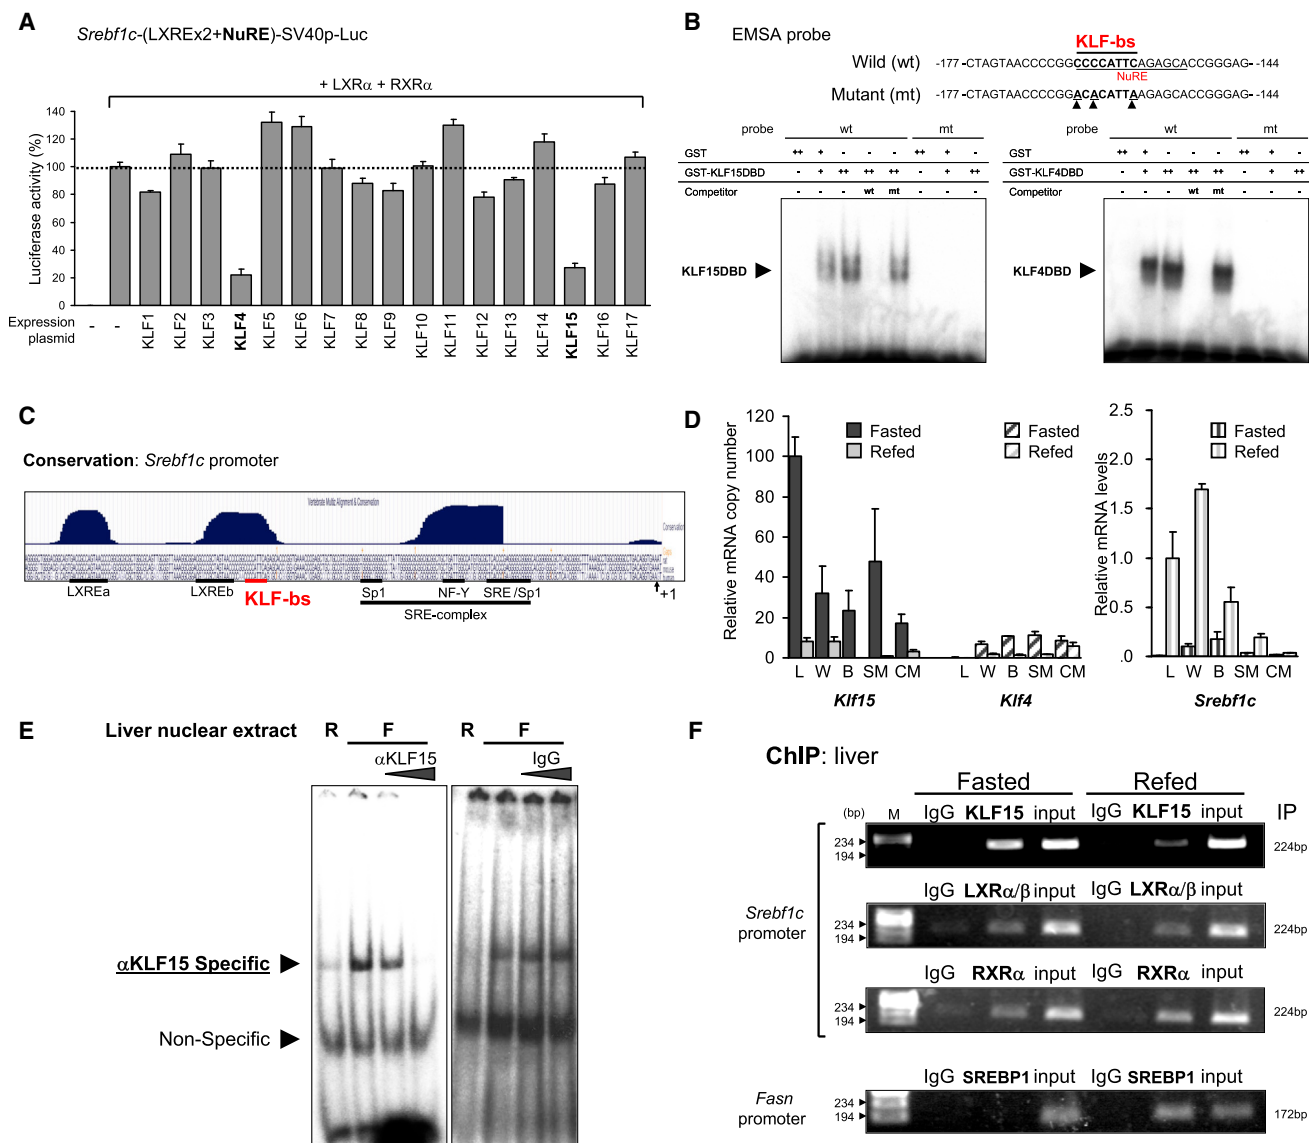 A
Srebf1c-(LXREx2+NuRE)-SV40p-Luc
+ LXRα + RXRα
Luciferase activity (%)
140
120
100
80
60
40
20
0
Expression plasmid
- - KLF1 KLF2 KLF3 KLF4 KLF5 KLF6 KLF7 KLF8 KLF9 KLF10 KLF11 KLF12 KLF13 KLF14 KLF15 KLF16 KLF17
B
EMSA probe
KLF-bs
Wild (wt) -177 -CTAGTAACCCCGGCCCCATTCAGAGCACCGGGAG- -144
NuRE
Mutant (mt) -177 -CTAGTAACCCCGGACACATTAAGAGCACCGGGAG- -144
probe wt mt
GST ++ + - - - ++ + -
GST-KLF15DBD - + ++ ++ ++ - + ++
Competitor - - - wt mt - - -
KLF15DBD
probe wt mt
GST ++ + - - - ++ + -
GST-KLF4DBD - + ++ ++ ++ - + ++
Competitor - - - wt mt - - -
KLF4DBD
C
Conservation: Srebf1c promoter
Vertebrate Multiz Alignment & Conservation
Conservation
LXREa LXREb KLF-bs Sp1 NF-Y SRE/Sp1 +1
SRE-complex
D
Relative mRNA copy number
120
100
80
60
40
20
0
Fasted
Refed
Fasted
Refed
L W B SM CM
Klf15
L W B SM CM
Klf4
Relative mRNA levels
2.5
2.0
1.5
1.0
0.5
.0
Fasted
Refed
L W B SM CM
Srebf1c
E
Liver nuclear extract
R F
αKLF15
R F
IgG
αKLF15 Specific
Non-Specific
F
ChIP: liver
Fasted Refed
(bp) M IgG KLF15 input IgG KLF15 input IP
234
194
224bp
IgG LXRα/β input IgG LXRα/β input
Srebf1c promoter
234
194
224bp
IgG RXRα input IgG RXRα input
234
194
224bp
IgG SREBP1 input IgG SREBP1 input
Fasn promoter
234
194
172bp